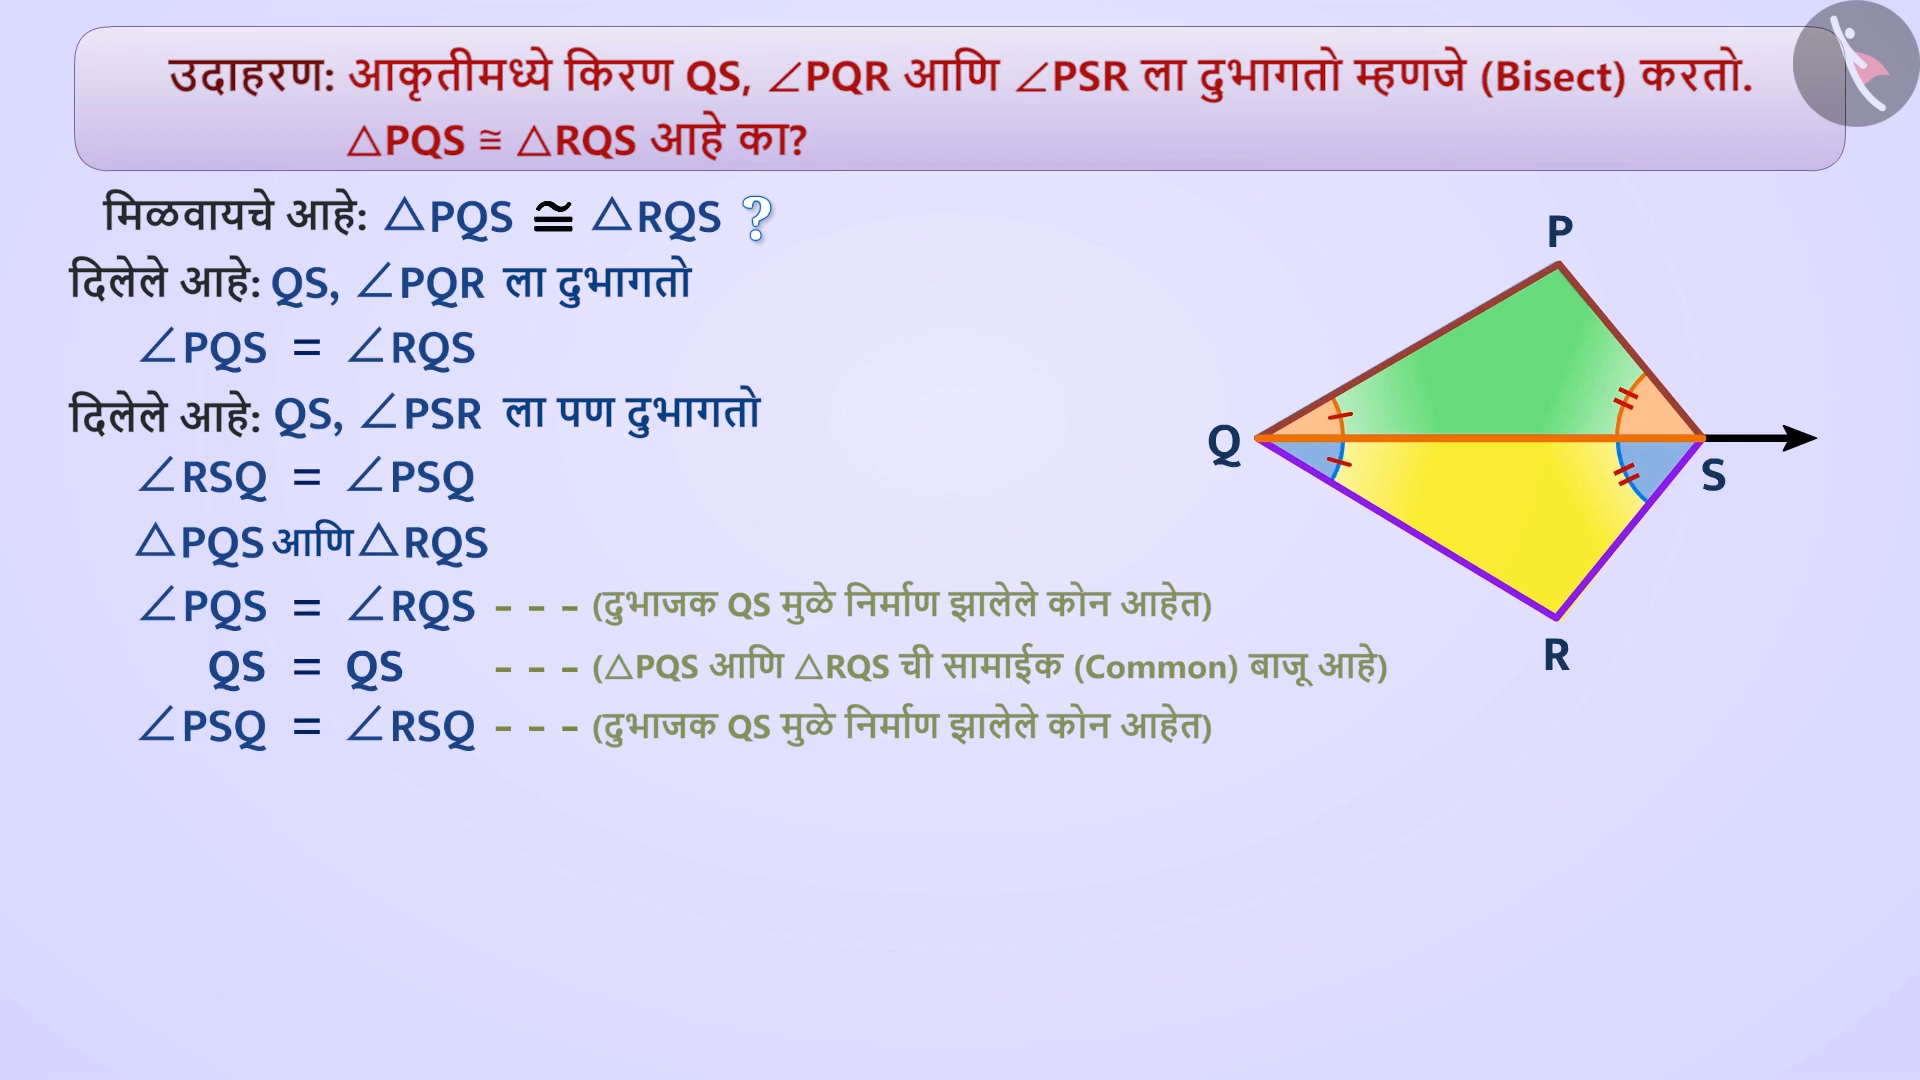 उदाहरण: आकृतीमध्ये किरण QS, ∠PQR आणि ∠PSR ला दुभागतो म्हणजे (Bisect) करतो.
△PQS ≅ △RQS आहे का?
मिळवायचे आहे: △PQS ≅ △RQS ?
दिलेले आहे: QS, ∠PQR ला दुभागतो
∠PQS = ∠RQS
दिलेले आहे: QS, ∠PSR ला पण दुभागतो
∠RSQ = ∠PSQ
△PQS आणि △RQS
∠PQS = ∠RQS - - - (दुभाजक QS मुळे निर्माण झालेले कोन आहेत)
QS = QS - - - (△PQS आणि △RQS ची सामाईक (Common) बाजू आहे)
∠PSQ = ∠RSQ - - - (दुभाजक QS मुळे निर्माण झालेले कोन आहेत)
P
Q
S
R